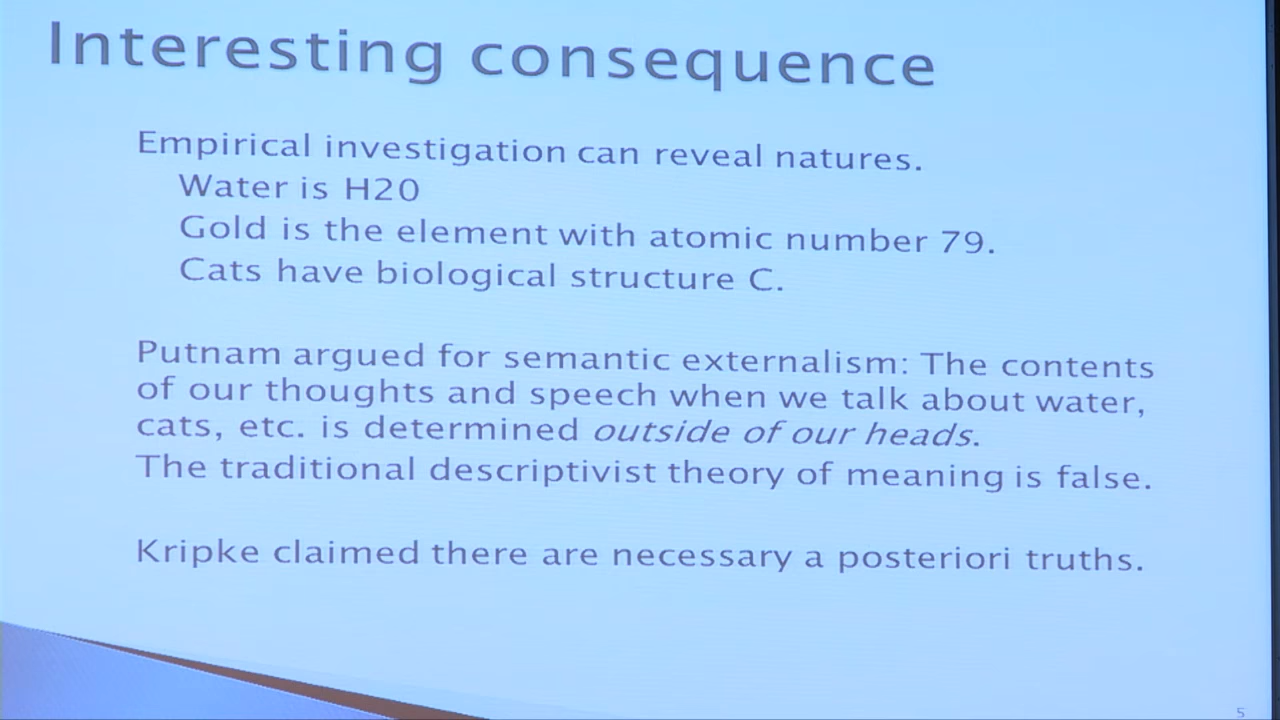 Interesting consequence
Empirical investigation can reveal natures.
Water is H20
Gold is the element with atomic number 79.
Cats have biological structure C.
Putnam argued for semantic externalism: The contents
of our thoughts and speech when we talk about water,
cats, etc. is determined outside of our heads.
The traditional descriptivist theory of meaning is false.
Kripke claimed there are necessary a posteriori truths.
5